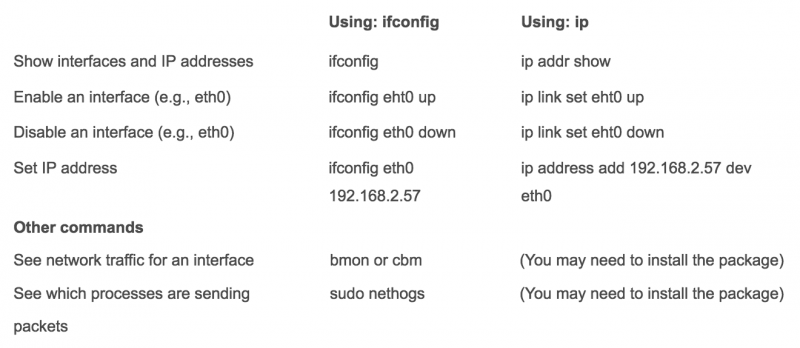 Using: ifconfig Using: ip
Show interfaces and IP addresses ifconfig ip addr show
Enable an interface (e.g., eth0) ifconfig eht0 up ip link set eht0 up
Disable an interface (e.g., eth0) ifconfig eth0 down ip link set eht0 down
Set IP address ifconfig eth0 ip address add 192.168.2.57 dev
192.168.2.57 eth0
Other commands
See network traffic for an interface bmon or cbm (You may need to install the package)
See which processes are sending sudo nethogs (You may need to install the package)
packets